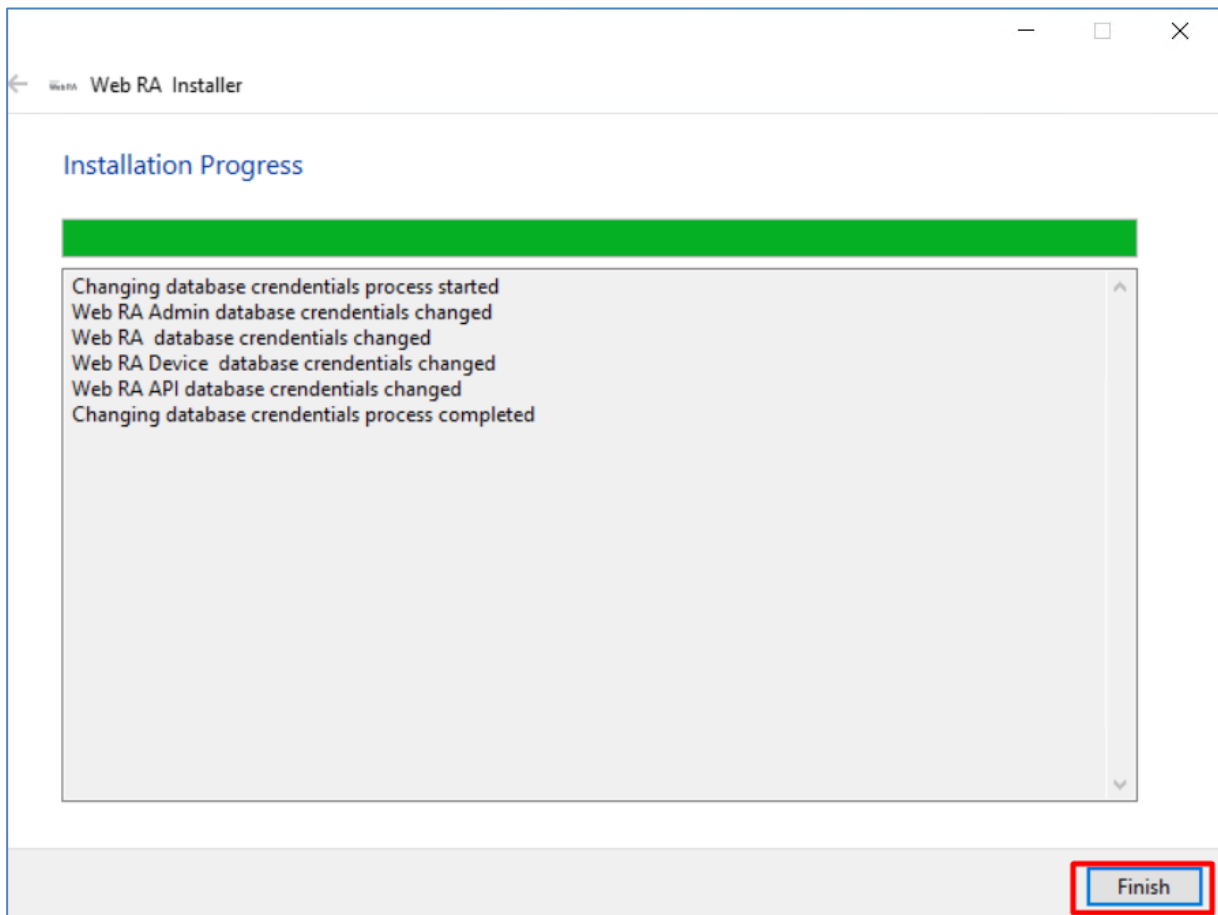 Web RA Installer
Installation Progress
Changing database crendentials process started
Web RA Admin database crendentials changed
Web RA database crendentials changed
Web RA Device database crendentials changed
Web RA API database crendentials changed
Changing database crendentials process completed
Finish